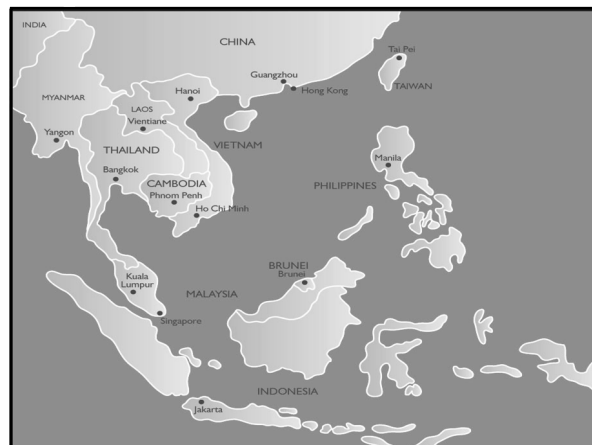 INDIA
CHINA
Tai Pei
TAIWAN
Guangzhou
Hong Kong
MYANMAR
Hanoi
LAOS
Vientiane
Yangon
VIETNAM
THAILAND
Bangkok
Manila
CAMBODIA
Phnom Penh
PHILIPPINES
Ho Chi Minh
BRUNEI
Brunei
Kuala
Lumpur
MALAYSIA
Singapore
INDONESIA
Jakarta